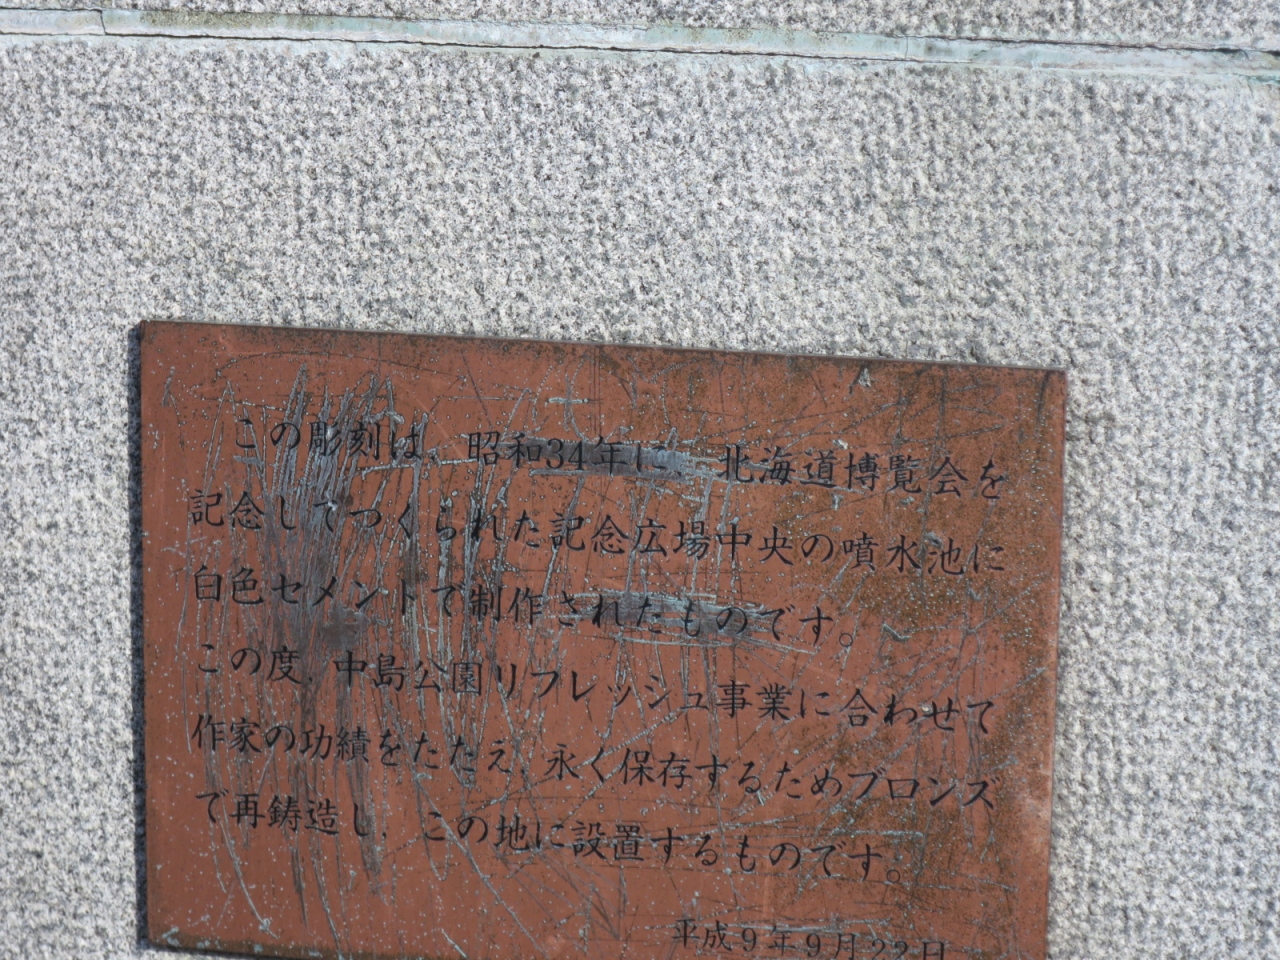 この彫刻は、昭和34年に、北海道博覧会を
記念してつくられた記念広場中央の噴水池に
白色セメントで制作されたものです。
この度、中島公園リフレッシュ事業に合わせて
作家の功績をたたえ、永く保存するためブロンズ
で再鋳造し、この地に設置するものです。
平成9年9月22日